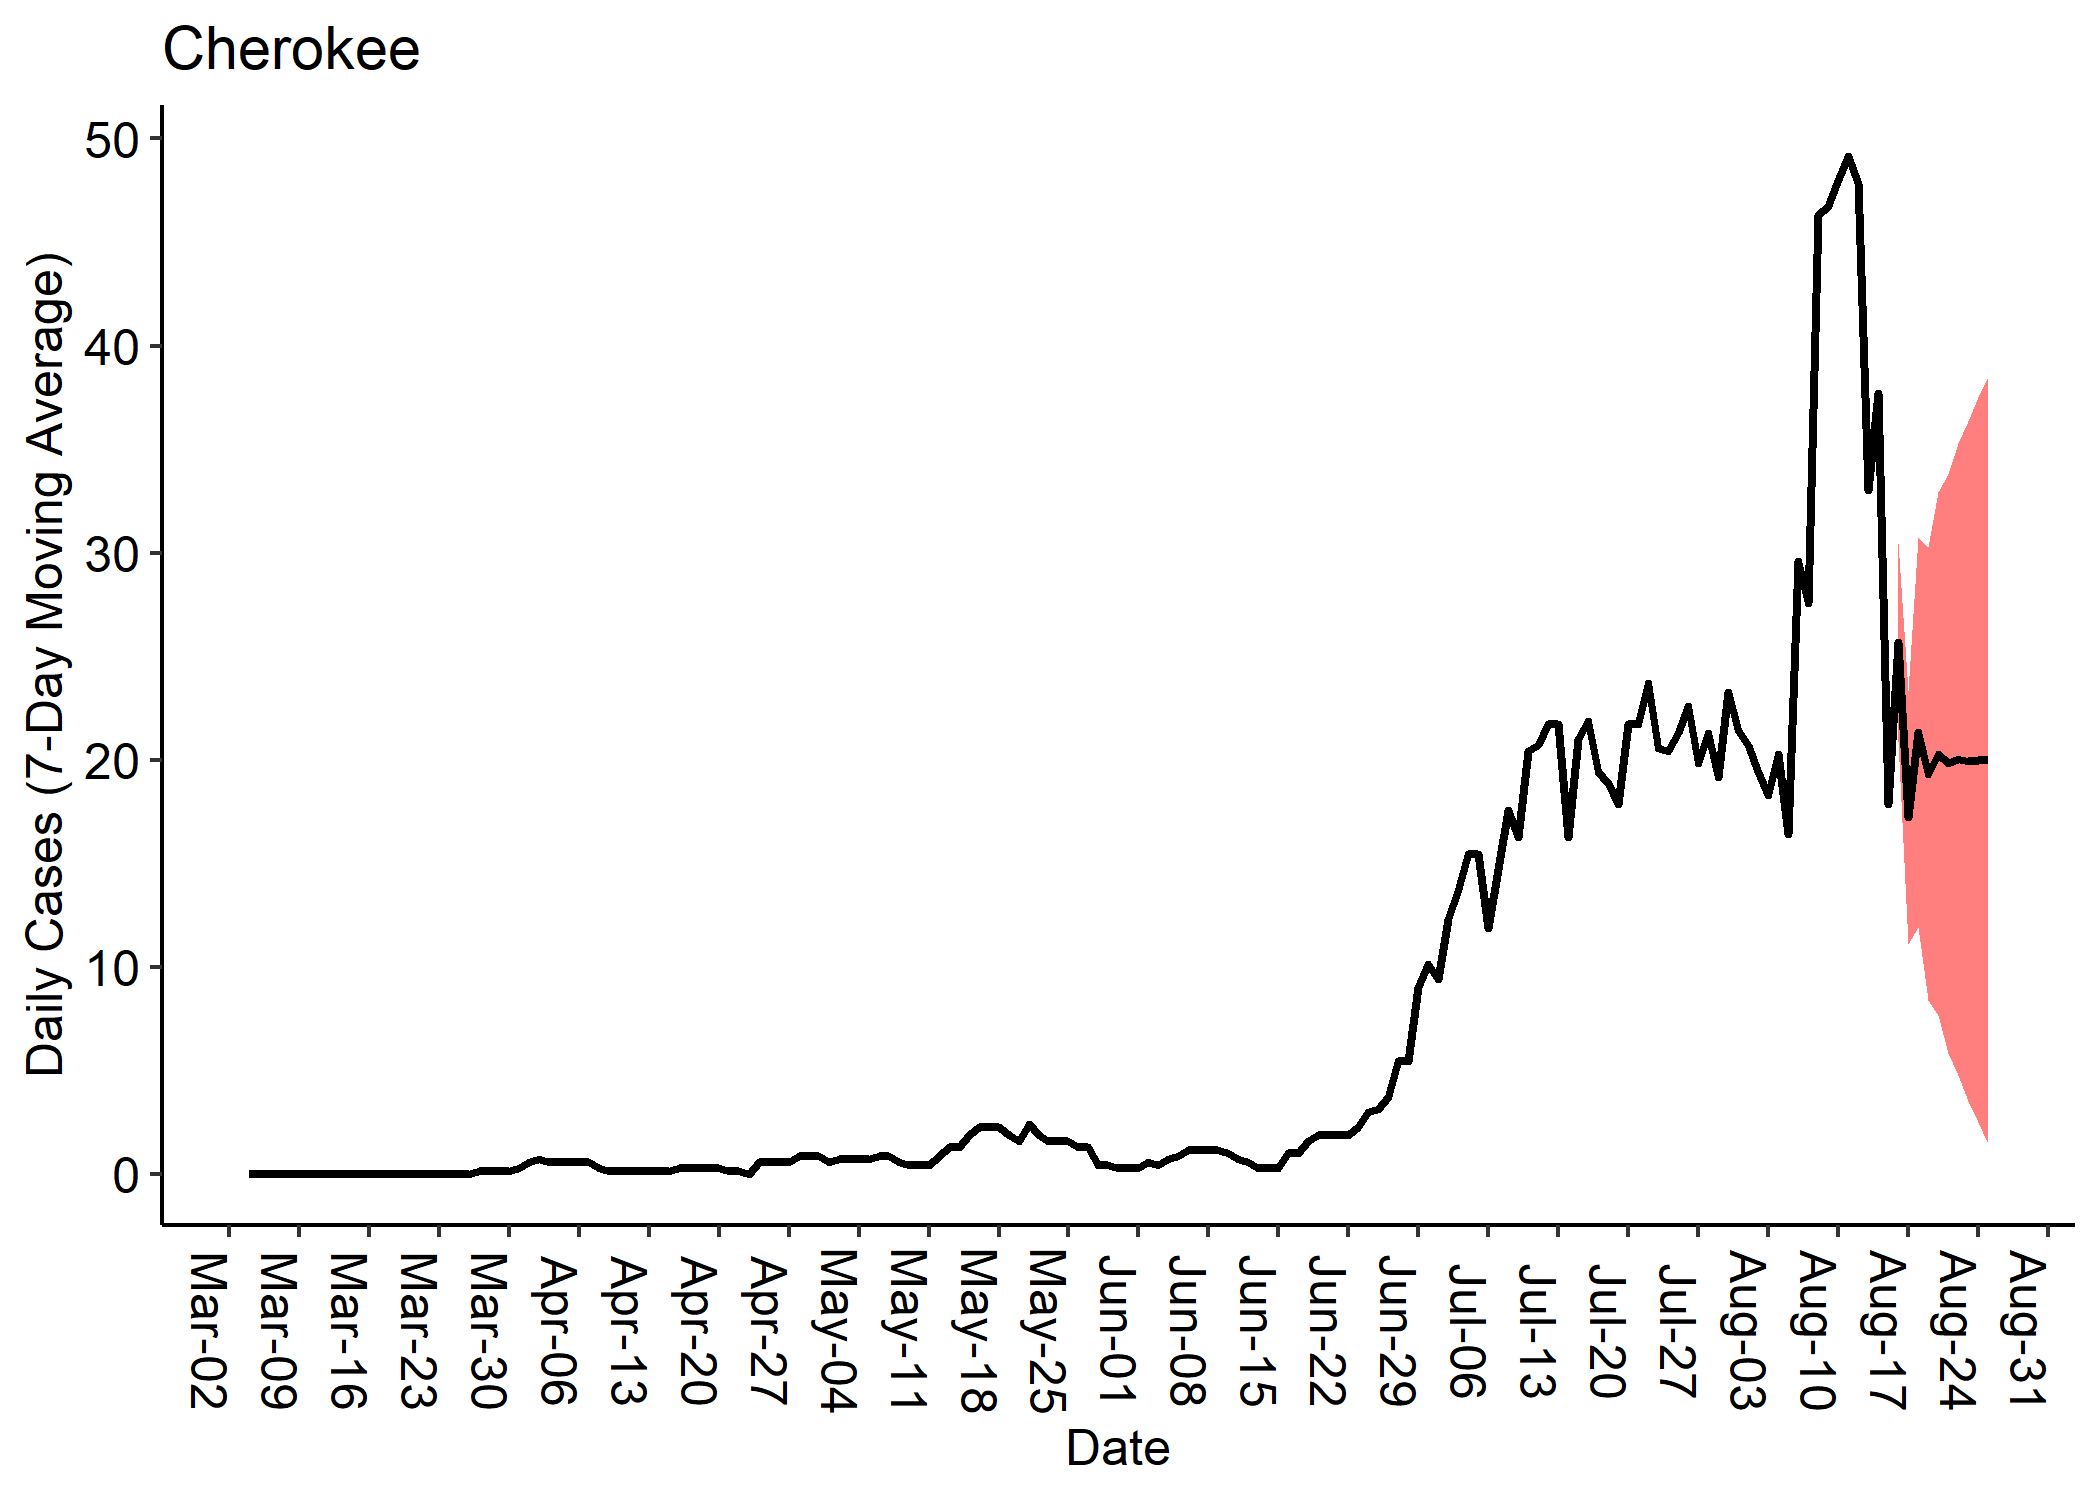 Cherokee
Daily Cases (7-Day Moving Average)
50
40
30
20
10
0
Mar-02
Mar-09
Mar-16
Mar-23
Mar-30
Apr-06
Apr-13
Apr-20
Apr-27
May-04
May-11
May-18
May-25
Jun-01
Jun-08
Jun-15
Jun-22
Jun-29
Jul-06
Jul-13
Jul-20
Jul-27
Aug-03
Aug-10
Aug-17
Aug-24
Aug-31
Date